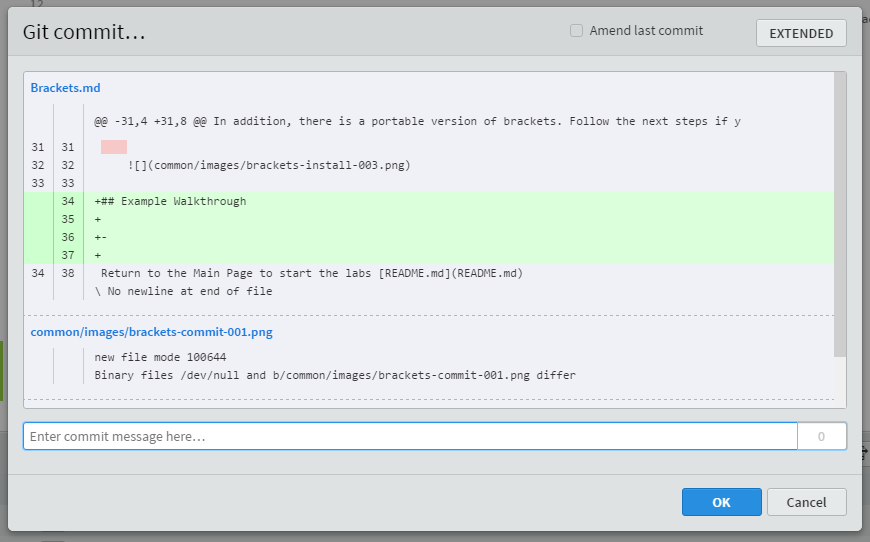 12
Git commit…
Amend last commit
EXTENDED
Brackets.md
@@ -31,4 +31,8 @@ In addition, there is a portable version of brackets. Follow the next steps if y
31 31
32 32 ![](common/images/brackets-install-003.png)
33 33
34 +## Example Walkthrough
35 +
36 +-
37 +
34 38 Return to the Main Page to start the labs [README.md](README.md)
\ No newline at end of file
common/images/brackets-commit-001.png
new file mode 100644
Binary files /dev/null and b/common/images/brackets-commit-001.png differ
Enter commit message here…
0
OK
Cancel